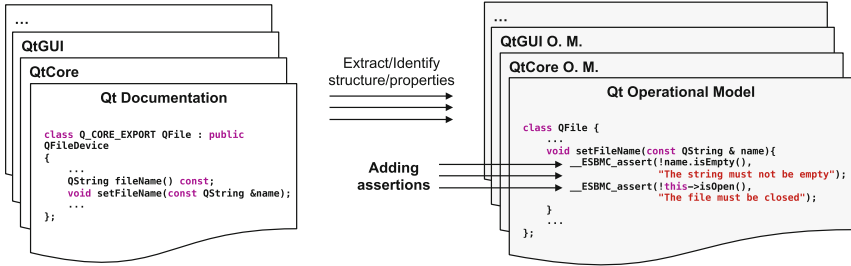 ...
QtGUI
QtCore
Qt Documentation
class Q_CORE_EXPORT QFile : public
QFileDevice
{
...
QString fileName() const;
void setFileName(const QString &name);
...
};
Extract/Identify
structure/properties
Adding
assertions
...
QtGUI O. M.
QtCore O. M.
Qt Operational Model
class QFile {
...
void setFileName(const QString & name){
__ESBMC_assert(!name.isEmpty(),
"The string must not be empty");
__ESBMC_assert(!this->isOpen(),
"The file must be closed");
}
...
};